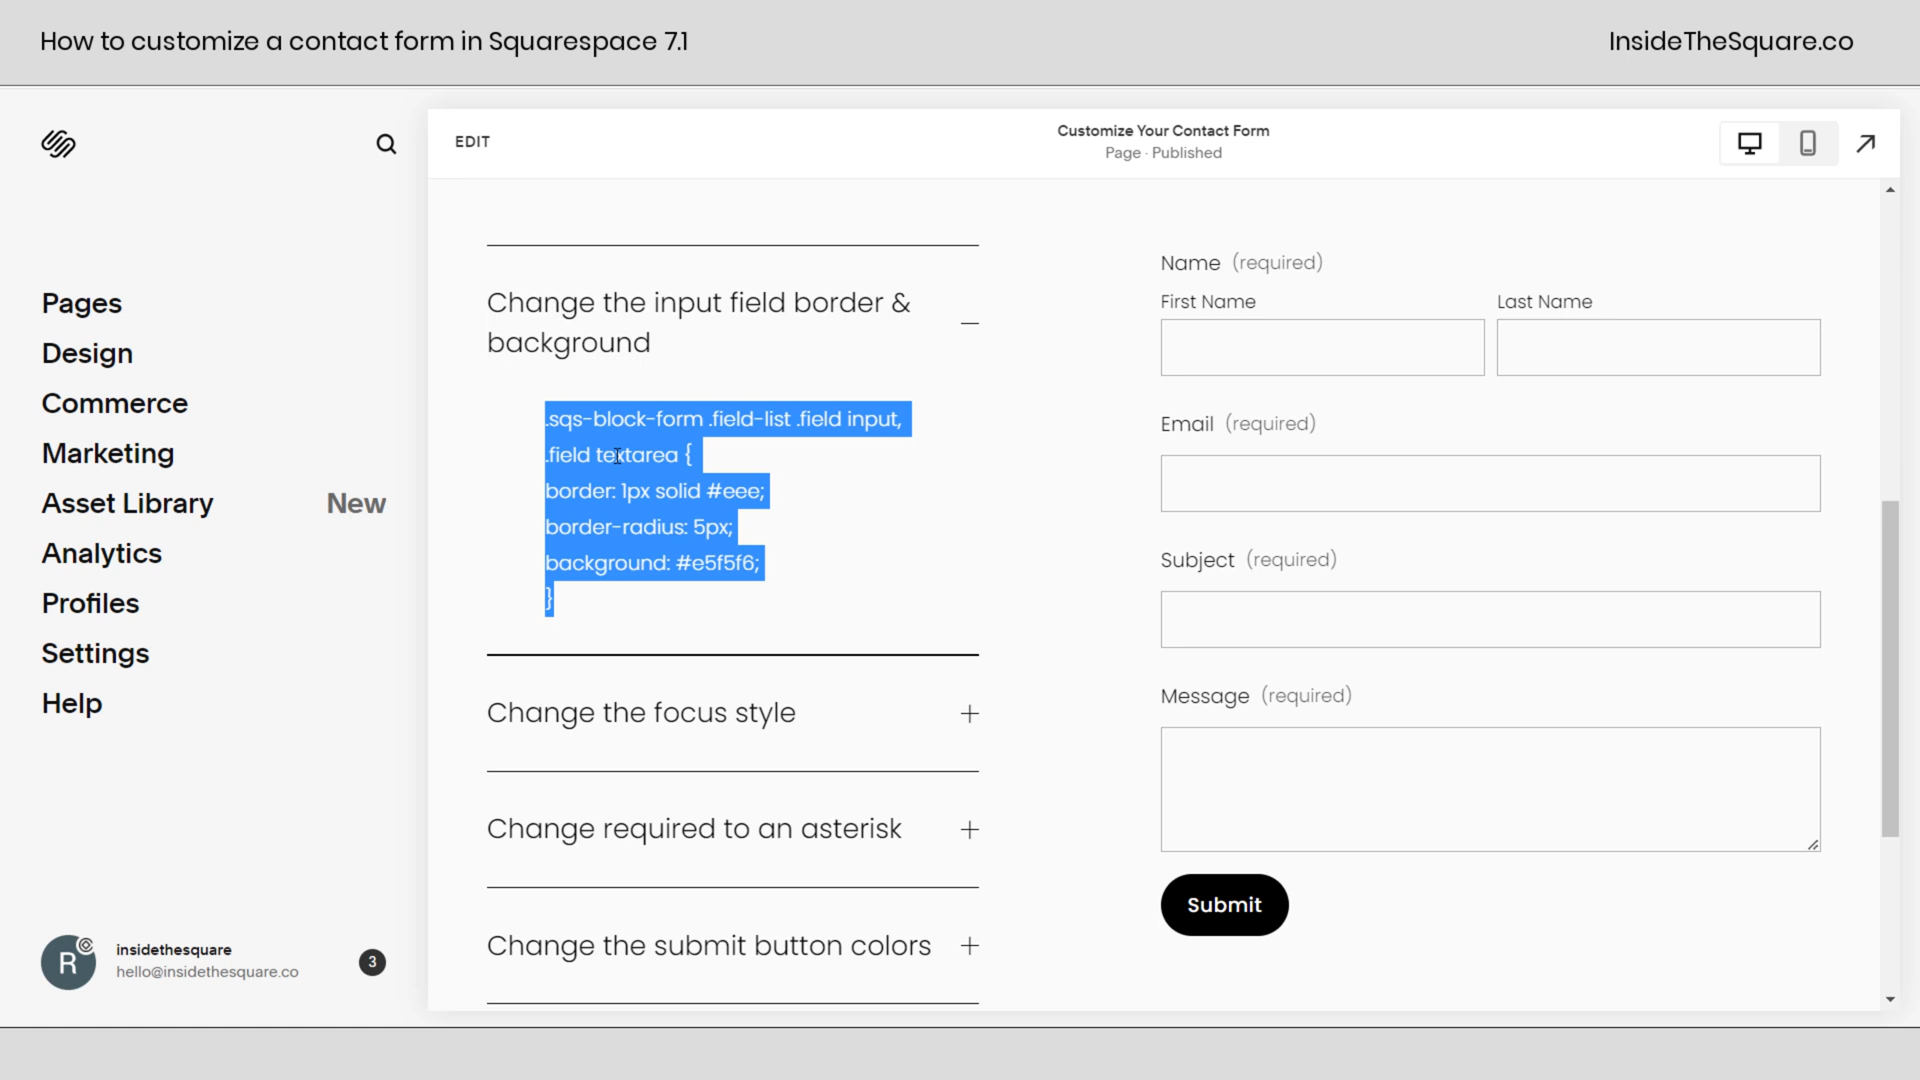 How to customize a contact form in Squarespace 7.1
InsideTheSquare.co
EDIT
Customize Your Contact Form
Page · Published
Pages
Design
Commerce
Marketing
Asset Library New
Analytics
Profiles
Settings
Help
R
insidethesquare
hello@insidethesquare.co
3
Change the input field border &
background
.sqs-block-form .field-list .field input,
.field textarea {
border: 1px solid #eee;
border-radius: 5px;
background: #e5f5f6;
}
Change the focus style
Change required to an asterisk
Change the submit button colors
Name (required)
First Name
Last Name
Email (required)
Subject (required)
Message (required)
Submit